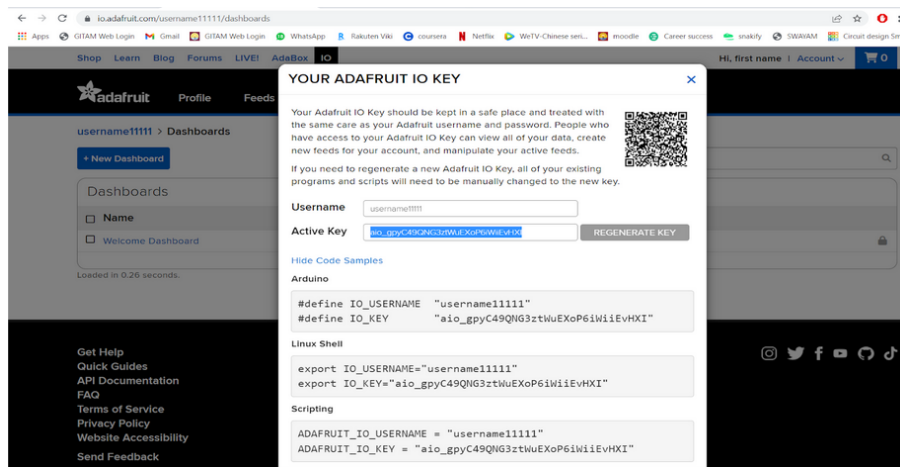 io.adafruit.com/username11111/dashboards
Apps GITAM Web Login Gmail GITAM Web Login WhatsApp Rakuten Viki coursera Netflix WeTV-Chinese seri... moodle Career success snakify SWAYAM Circuit design
Shop Learn Blog Forums LIVE! AdaBox IO
Hi, first name | Account 0
adafruit Profile Feeds
username11111 > Dashboards
+ New Dashboard
Dashboards
Name
Welcome Dashboard
Loaded in 0.26 seconds.
YOUR ADAFRUIT IO KEY ×
Your Adafruit IO Key should be kept in a safe place and treated with
the same care as your Adafruit username and password. People who
have access to your Adafruit IO Key can view all of your data, create
new feeds for your account, and manipulate your active feeds.
If you need to regenerate a new Adafruit IO Key, all of your existing
programs and scripts will need to be manually changed to the new key.
Username username11111
Active Key aio_gpyC49QNG3ztWuEXoP6iWiiEvHXI REGENERATE KEY
Hide Code Samples
Arduino
#define IO_USERNAME "username11111"
#define IO_KEY "aio_gpyC49QNG3ztWuEXoP6iWiiEvHXI"
Linux Shell
export IO_USERNAME="username11111"
export IO_KEY="aio_gpyC49QNG3ztWuEXoP6iWiiEvHXI"
Scripting
ADAFRUIT_IO_USERNAME = "username11111"
ADAFRUIT_IO_KEY = "aio_gpyC49QNG3ztWuEXoP6iWiiEvHXI"
Get Help
Quick Guides
API Documentation
FAQ
Terms of Service
Privacy Policy
Website Accessibility
Send Feedback